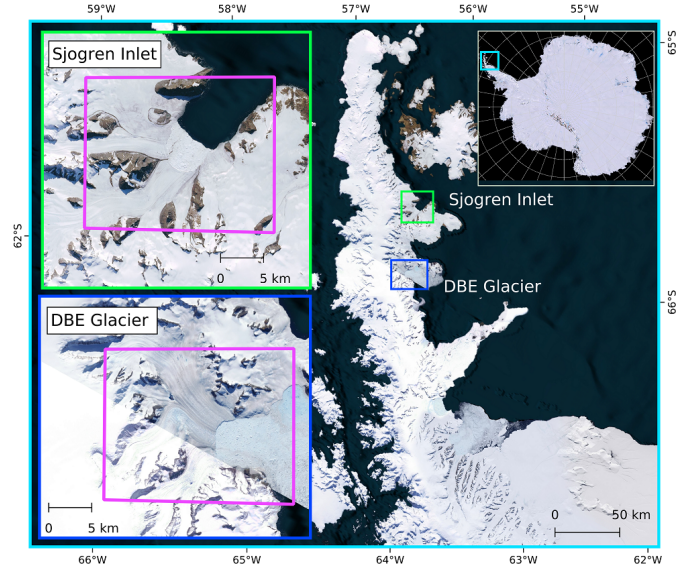 59°W 58°W 57°W 56°W 55°W
65°S
Sjogren Inlet
0 5 km
62°S
DBE Glacier
0 5 km
Sjogren Inlet
DBE Glacier
66°S
0 50 km
66°W 65°W 64°W 63°W 62°W